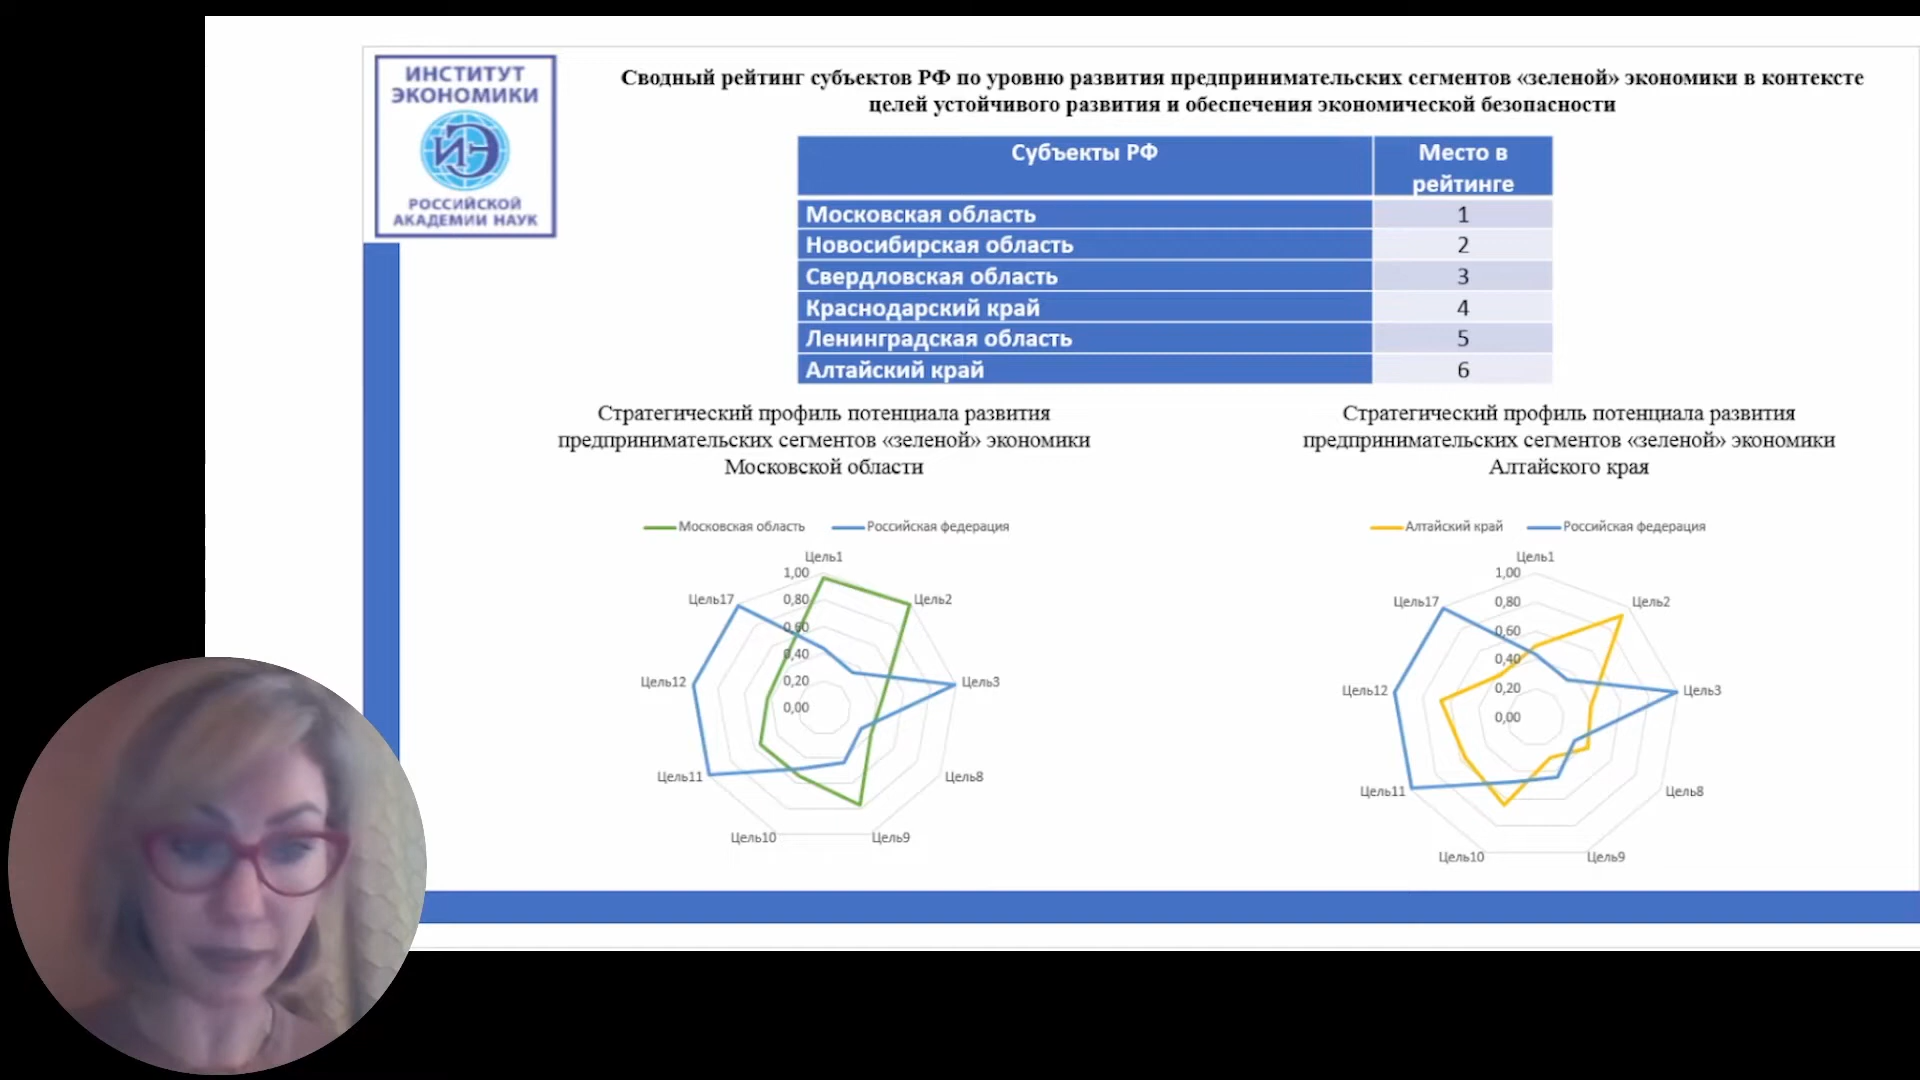 ИНСТИТУТ
ЭКОНОМИКИ
ИЭ
РОССИЙСКОЙ
АКАДЕМИИ НАУК
Сводный рейтинг субъектов РФ по уровню развития предпринимательских сегментов «зеленой» экономики в контексте
целей устойчивого развития и обеспечения экономической безопасности
Субъекты РФ
Место в
рейтинге
Московская область 1
Новосибирская область 2
Свердловская область 3
Краснодарский край 4
Ленинградская область 5
Алтайский край 6
Стратегический профиль потенциала развития
предпринимательских сегментов «зеленой» экономики
Московской области
Московская область Российская федерация
Цель1
Цель2
Цель3
Цель8
Цель9
Цель10
Цель11
Цель12
Цель17
1,00
0,80
0,60
0,40
0,20
0,00
Стратегический профиль потенциала развития
предпринимательских сегментов «зеленой» экономики
Алтайского края
Алтайский край Российская федерация
Цель1
Цель2
Цель3
Цель8
Цель9
Цель10
Цель11
Цель12
Цель17
1,00
0,80
0,60
0,40
0,20
0,00